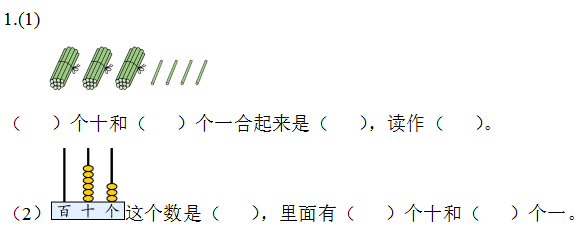 1.(1)
（ ）个十和（ ）个一合起来是（ ），读作（ ）。
（2）百 十 个这个数是（ ），里面有（ ）个十和（ ）个一。